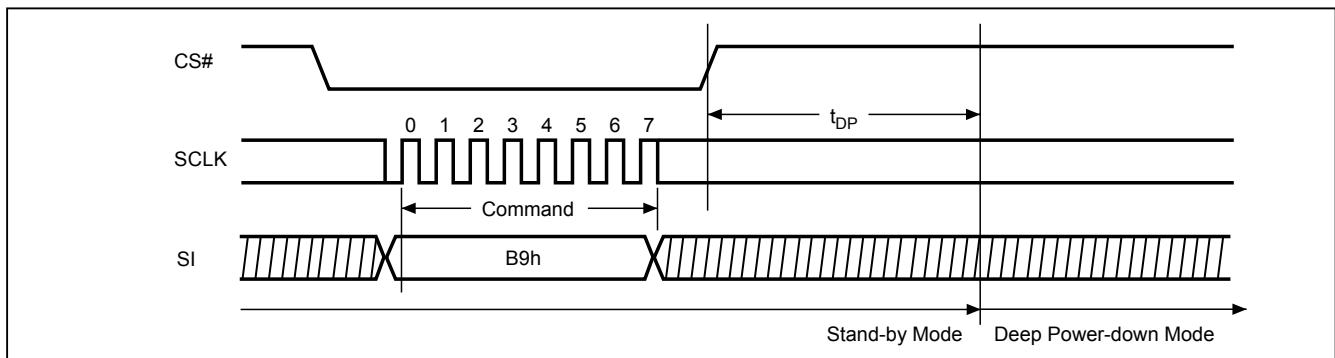 CS#
t_DP
0 1 2 3 4 5 6 7
SCLK
Command
SI
B9h
Stand-by Mode
Deep Power-down Mode